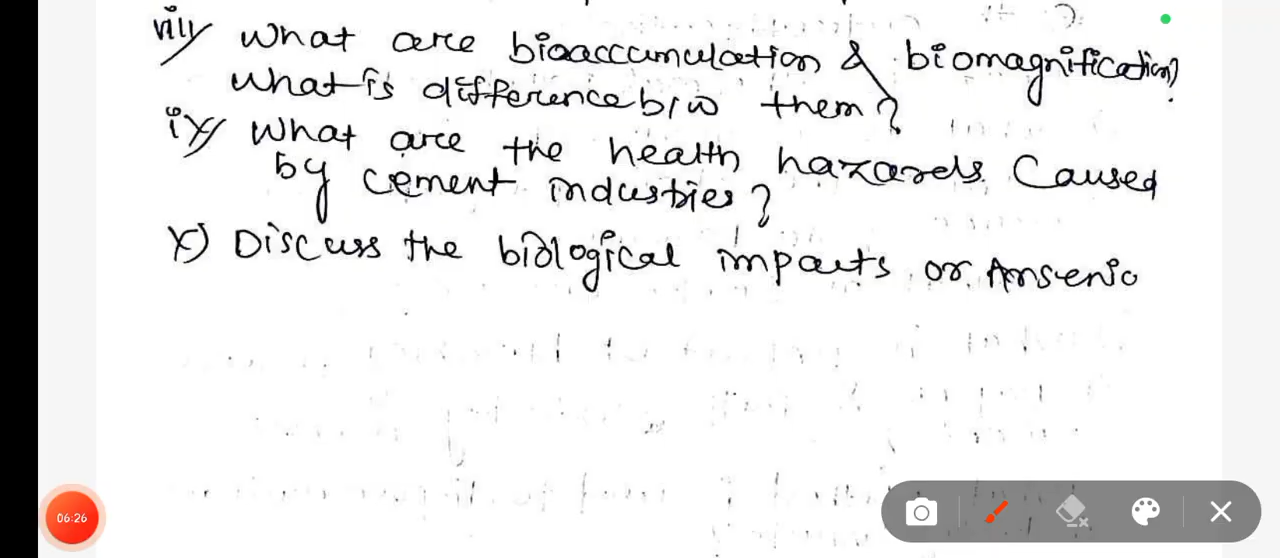 viii) What are bioaccumulation & biomagnification?
What is difference b/w them?
ix) What are the health hazards caused
by cement industries?
x) Discuss the biological impacts or Arsenic
06:26